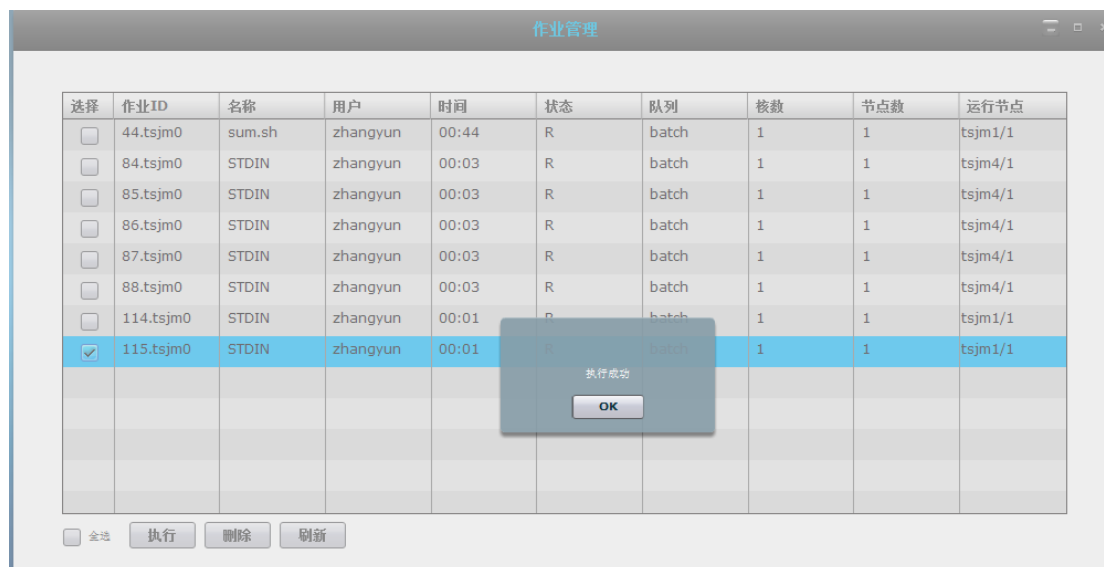 作业管理
选择 作业ID 名称 用户 时间 状态 队列 核数 节点数 运行节点
44.tsjm0 sum.sh zhangyun 00:44 R batch 1 1 tsjm1/1
84.tsjm0 STDIN zhangyun 00:03 R batch 1 1 tsjm4/1
85.tsjm0 STDIN zhangyun 00:03 R batch 1 1 tsjm4/1
86.tsjm0 STDIN zhangyun 00:03 R batch 1 1 tsjm4/1
87.tsjm0 STDIN zhangyun 00:03 R batch 1 1 tsjm4/1
88.tsjm0 STDIN zhangyun 00:03 R batch 1 1 tsjm4/1
114.tsjm0 STDIN zhangyun 00:01 R batch 1 1 tsjm1/1
115.tsjm0 STDIN zhangyun 00:01 R batch 1 1 tsjm1/1
执行成功
OK
全选 执行 删除 刷新